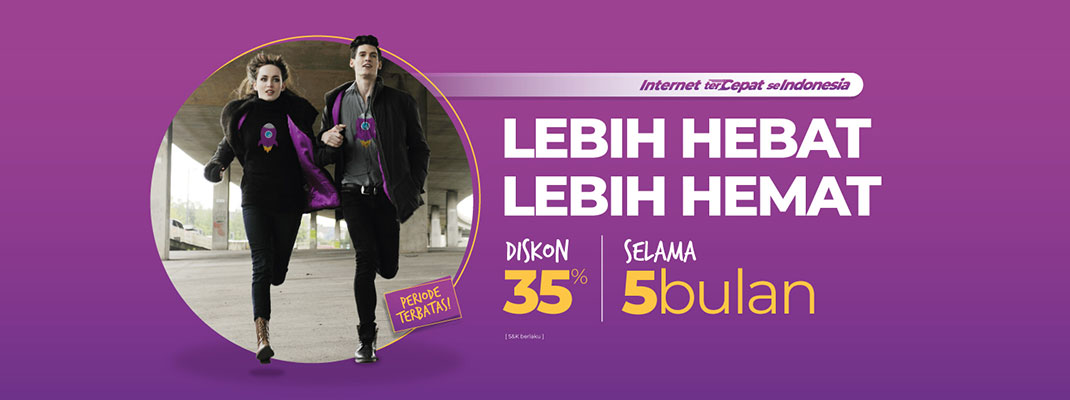 Internet terCepat seIndonesia
LEBIH HEBAT
LEBIH HEMAT
DISKON
35%
SELAMA
5bulan
PERIODE
TERBATAS!
[ S&K berlaku ]